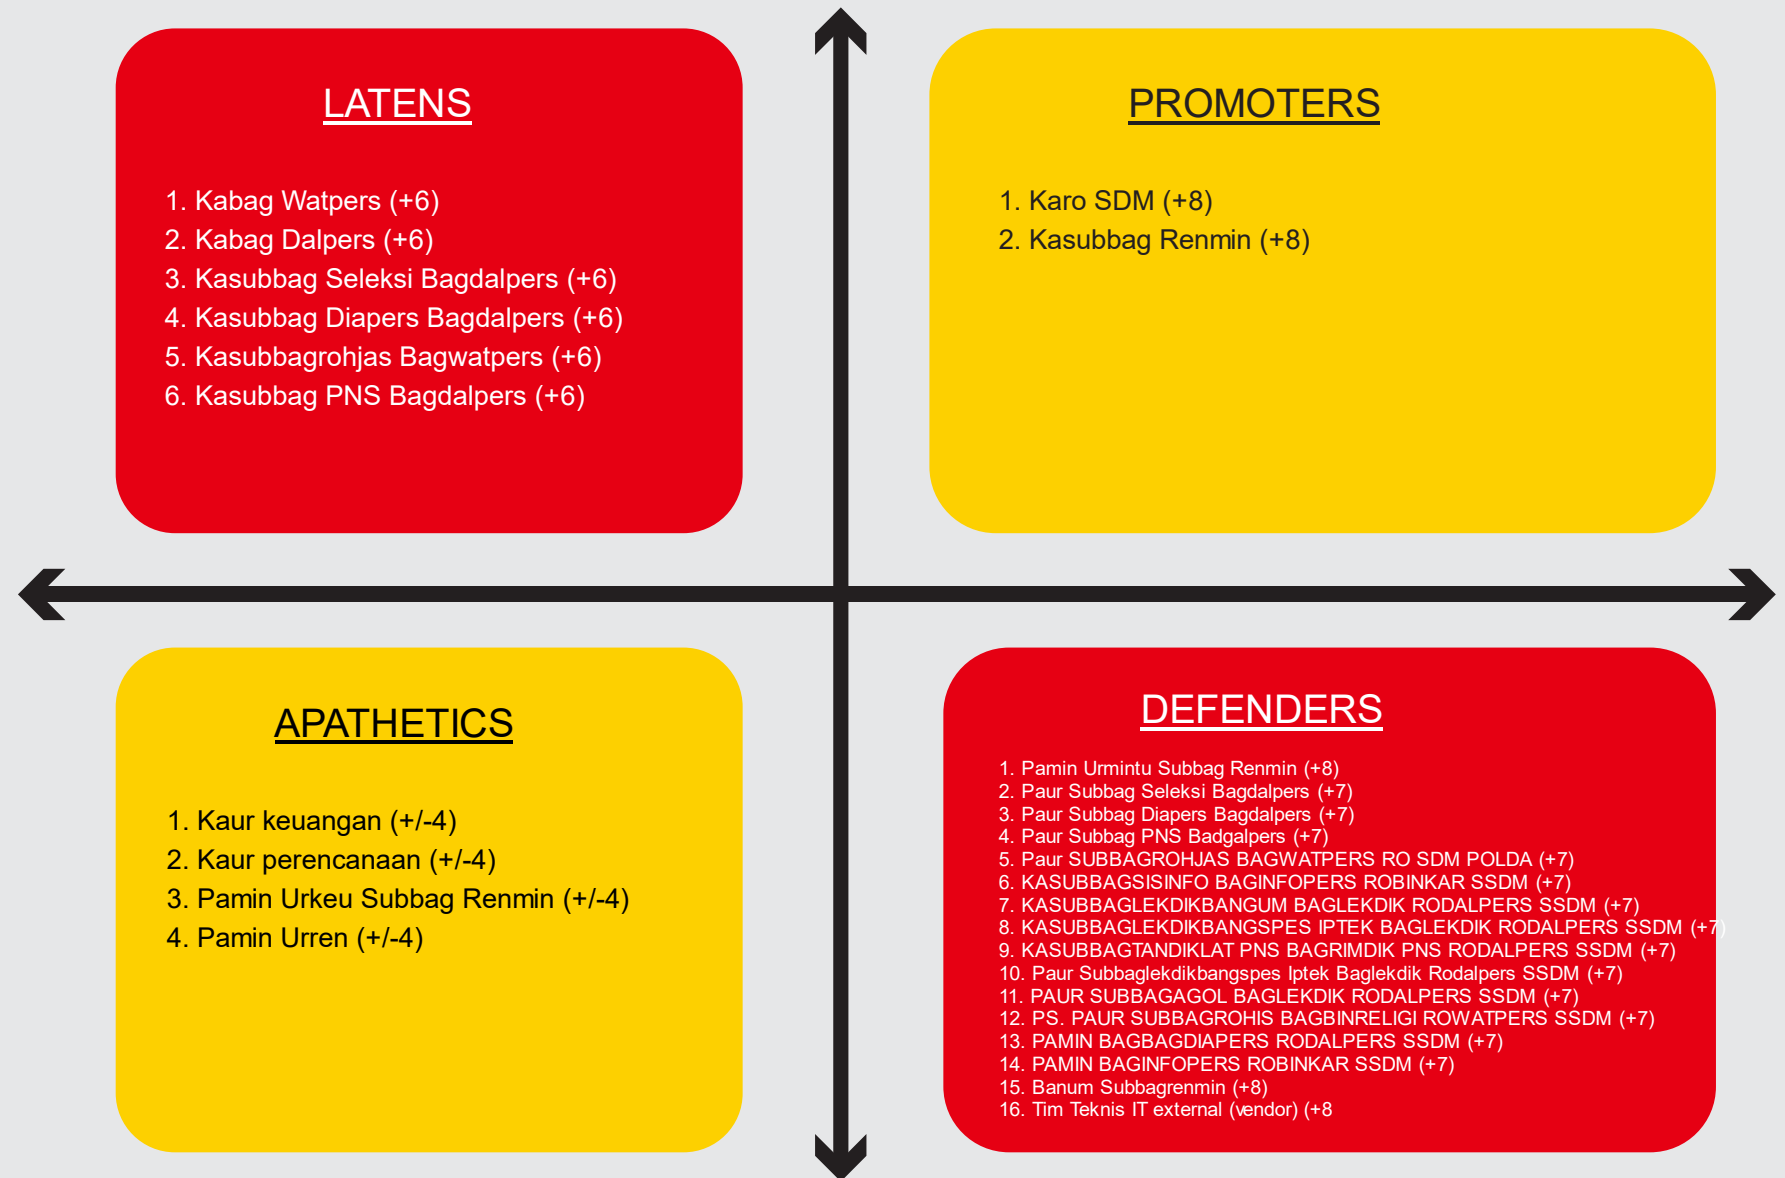 LATENS
1. Kabag Watpers (+6)
2. Kabag Dalpers (+6)
3. Kasubbag Seleksi Bagdalpers (+6)
4. Kasubbag Diapers Bagdalpers (+6)
5. Kasubbagrohjas Bagwatpers (+6)
6. Kasubbag PNS Bagdalpers (+6)
PROMOTERS
1. Karo SDM (+8)
2. Kasubbag Renmin (+8)
APATHETICS
1. Kaur keuangan (+/-4)
2. Kaur perencanaan (+/-4)
3. Pamin Urkeu Subbag Renmin (+/-4)
4. Pamin Urren (+/-4)
DEFENDERS
1. Pamin Urmintu Subbag Renmin (+8)
2. Paur Subbag Seleksi Bagdalpers (+7)
3. Paur Subbag Diapers Bagdalpers (+7)
4. Paur Subbag PNS Badgalpers (+7)
5. Paur SUBBAGROHJAS BAGWATPERS RO SDM POLDA (+7)
6. KASUBBAGSISINFO BAGINFOPERS ROBINKAR SSDM (+7)
7. KASUBBAGLEKDIKBANGUM BAGLEKDIK RODALPERS SSDM (+7)
8. KASUBBAGLEKDIKBANGSPES IPTEK BAGLEKDIK RODALPERS SSDM (+7)
9. KASUBBAGTANDIKLAT PNS BAGRIMDIK PNS RODALPERS SSDM (+7)
10. Paur Subbaglekdikbangspes Iptek Baglekdik Rodalpers SSDM (+7)
11. PAUR SUBBAGAGOL BAGLEKDIK RODALPERS SSDM (+7)
12. PS. PAUR SUBBAGROHIS BAGBINRELIGI ROWATPERS SSDM (+7)
13. PAMIN BAGBAGDIAPERS RODALPERS SSDM (+7)
14. PAMIN BAGINFOPERS ROBINKAR SSDM (+7)
15. Banum Subbagrenmin (+8)
16. Tim Teknis IT external (vendor) (+8